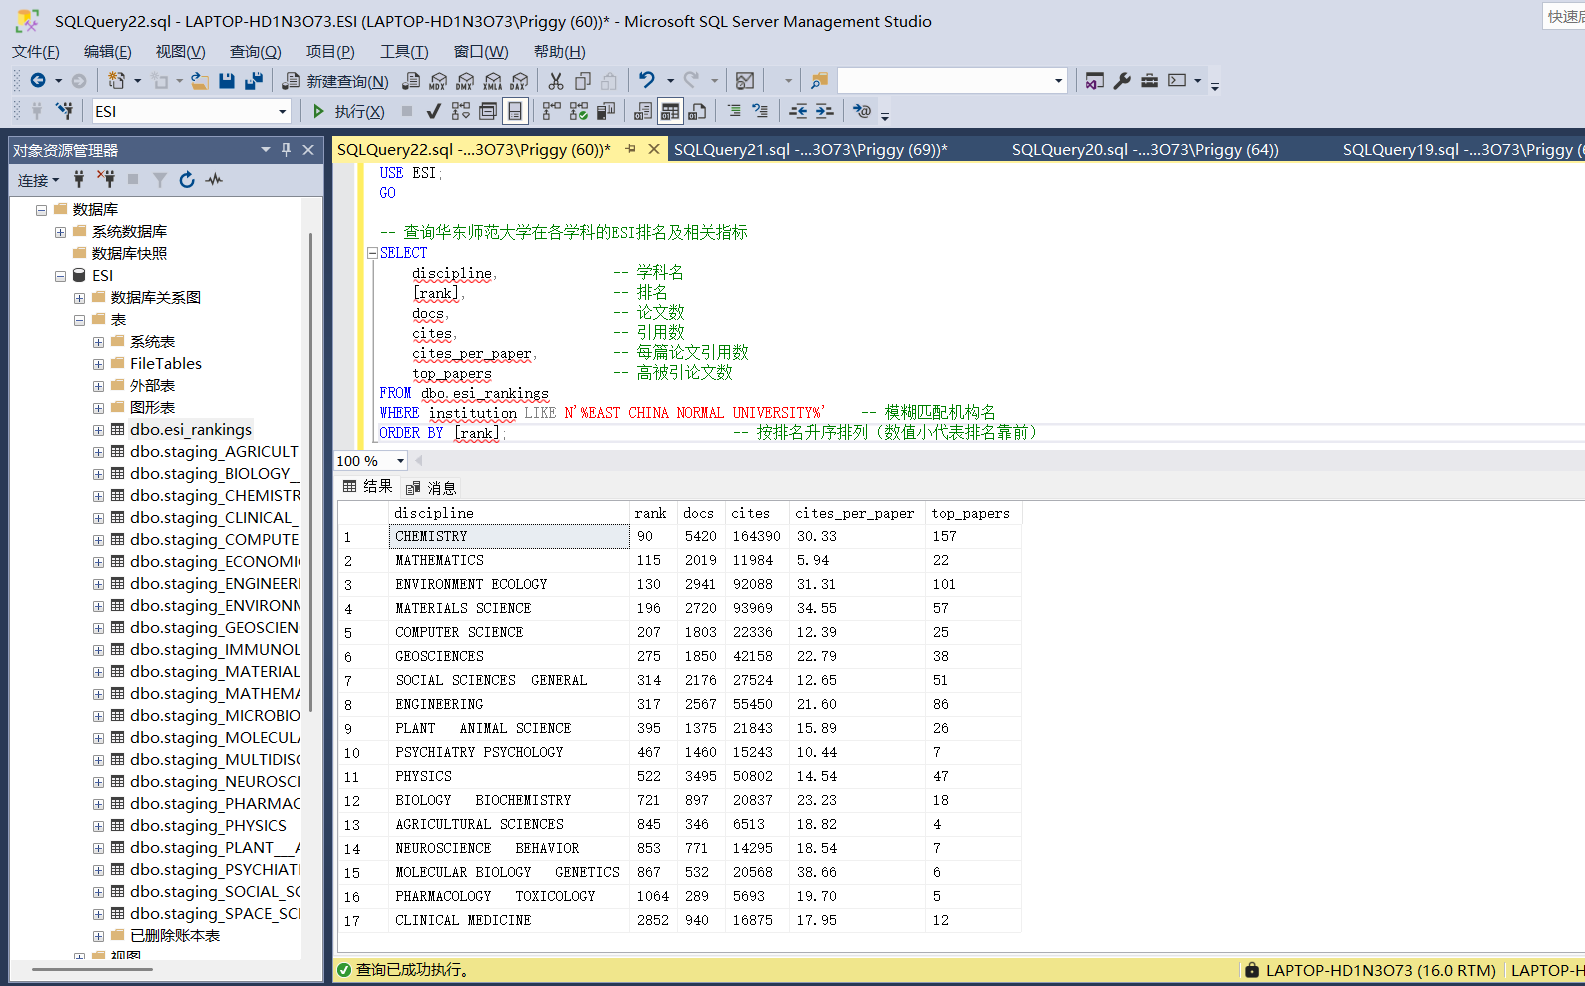 SQLQuery22.sql - LAPTOP-HD1N3O73.ESI (LAPTOP-HD1N3O73\Priggy (60))* - Microsoft SQL Server Management Studio
快速启
文件(F) 编辑(E) 视图(V) 查询(Q) 项目(P) 工具(T) 窗口(W) 帮助(H)
新建查询(N) MDX DMX XMLA DAX
ESI 执行(X)
对象资源管理器
连接
数据库
系统数据库
数据库快照
ESI
数据库关系图
表
系统表
FileTables
外部表
图形表
dbo.esi_rankings
dbo.staging_AGRICULT
dbo.staging_BIOLOGY_
dbo.staging_CHEMISTR
dbo.staging_CLINICAL_
dbo.staging_COMPUTE
dbo.staging_ECONOMI
dbo.staging_ENGINEERI
dbo.staging_ENVIRONM
dbo.staging_GEOSCIEN
dbo.staging_IMMUNOL
dbo.staging_MATERIAL
dbo.staging_MATHEMA
dbo.staging_MICROBIO
dbo.staging_MOLECULA
dbo.staging_MULTIDISC
dbo.staging_NEUROSCI
dbo.staging_PHARMAC
dbo.staging_PHYSICS
dbo.staging_PLANT___A
dbo.staging_PSYCHIATI
dbo.staging_SOCIAL_SC
dbo.staging_SPACE_SCI
已删除账本表
视图
SQLQuery22.sql -...3O73\Priggy (60))* SQLQuery21.sql -...3O73\Priggy (69))* SQLQuery20.sql -...3O73\Priggy (64)) SQLQuery19.sql -...3O73\Priggy (
USE ESI;
GO
-- 查询华东师范大学在各学科的ESI排名及相关指标
SELECT
discipline, -- 学科名
[rank], -- 排名
docs, -- 论文数
cites, -- 引用数
cites_per_paper, -- 每篇论文引用数
top_papers -- 高被引论文数
FROM dbo.esi_rankings
WHERE institution LIKE N'%EAST CHINA NORMAL UNIVERSITY%' -- 模糊匹配机构名
ORDER BY [rank]; -- 按排名升序排列（数值小代表排名靠前）
100 %
结果 消息
discipline rank docs cites cites_per_paper top_papers
1 CHEMISTRY 90 5420 164390 30.33 157
2 MATHEMATICS 115 2019 11984 5.94 22
3 ENVIRONMENT ECOLOGY 130 2941 92088 31.31 101
4 MATERIALS SCIENCE 196 2720 93969 34.55 57
5 COMPUTER SCIENCE 207 1803 22336 12.39 25
6 GEOSCIENCES 275 1850 42158 22.79 38
7 SOCIAL SCIENCES  GENERAL 314 2176 27524 12.65 51
8 ENGINEERING 317 2567 55450 21.60 86
9 PLANT   ANIMAL SCIENCE 395 1375 21843 15.89 26
10 PSYCHIATRY PSYCHOLOGY 467 1460 15243 10.44 7
11 PHYSICS 522 3495 50802 14.54 47
12 BIOLOGY   BIOCHEMISTRY 721 897 20837 23.23 18
13 AGRICULTURAL SCIENCES 845 346 6513 18.82 4
14 NEUROSCIENCE   BEHAVIOR 853 771 14295 18.54 7
15 MOLECULAR BIOLOGY   GENETICS 867 532 20568 38.66 6
16 PHARMACOLOGY   TOXICOLOGY 1064 289 5693 19.70 5
17 CLINICAL MEDICINE 2852 940 16875 17.95 12
查询已成功执行。 LAPTOP-HD1N3O73 (16.0 RTM) LAPTOP-H